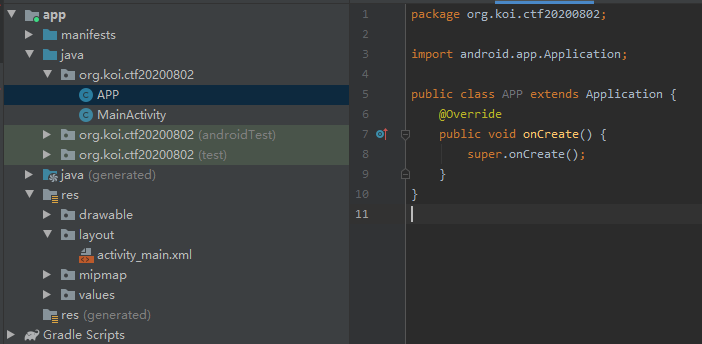 app
manifests
java
org.koi.ctf20200802
APP
MainActivity
org.koi.ctf20200802 (androidTest)
org.koi.ctf20200802 (test)
java (generated)
res
drawable
layout
activity_main.xml
mipmap
values
res (generated)
Gradle Scripts
1 package org.koi.ctf20200802;
2
3 import android.app.Application;
4
5 public class APP extends Application {
6 @Override
7 public void onCreate() {
8 super.onCreate();
9 }
10 }
11